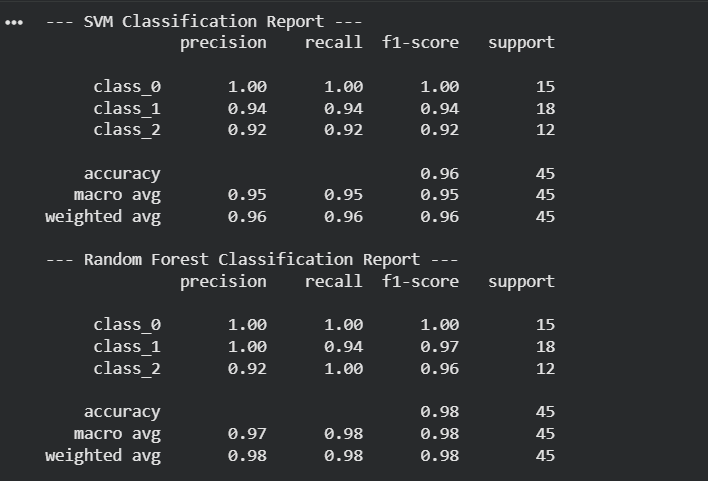 --- SVM Classification Report ---
precision recall f1-score support
class_0 1.00 1.00 1.00 15
class_1 0.94 0.94 0.94 18
class_2 0.92 0.92 0.92 12
accuracy 0.96 45
macro avg 0.95 0.95 0.95 45
weighted avg 0.96 0.96 0.96 45
--- Random Forest Classification Report ---
precision recall f1-score support
class_0 1.00 1.00 1.00 15
class_1 1.00 0.94 0.97 18
class_2 0.92 1.00 0.96 12
accuracy 0.98 45
macro avg 0.97 0.98 0.98 45
weighted avg 0.98 0.98 0.98 45